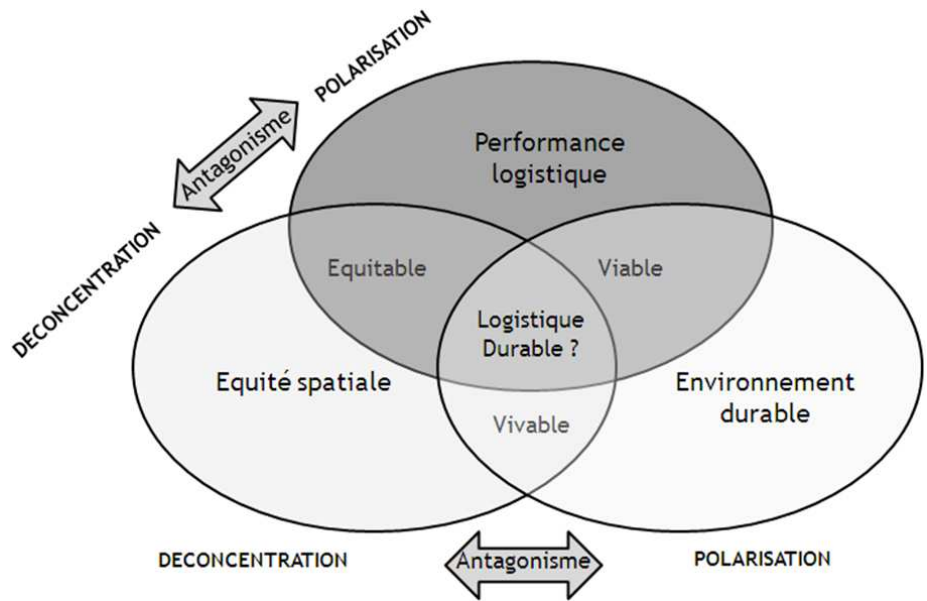 POLARISATION
Antagonisme
DECONCENTRATION
Performance
logistique
Equitable
Viable
Logistique
Durable ?
Equité spatiale
Environnement
durable
Vivable
DECONCENTRATION
Antagonisme
POLARISATION